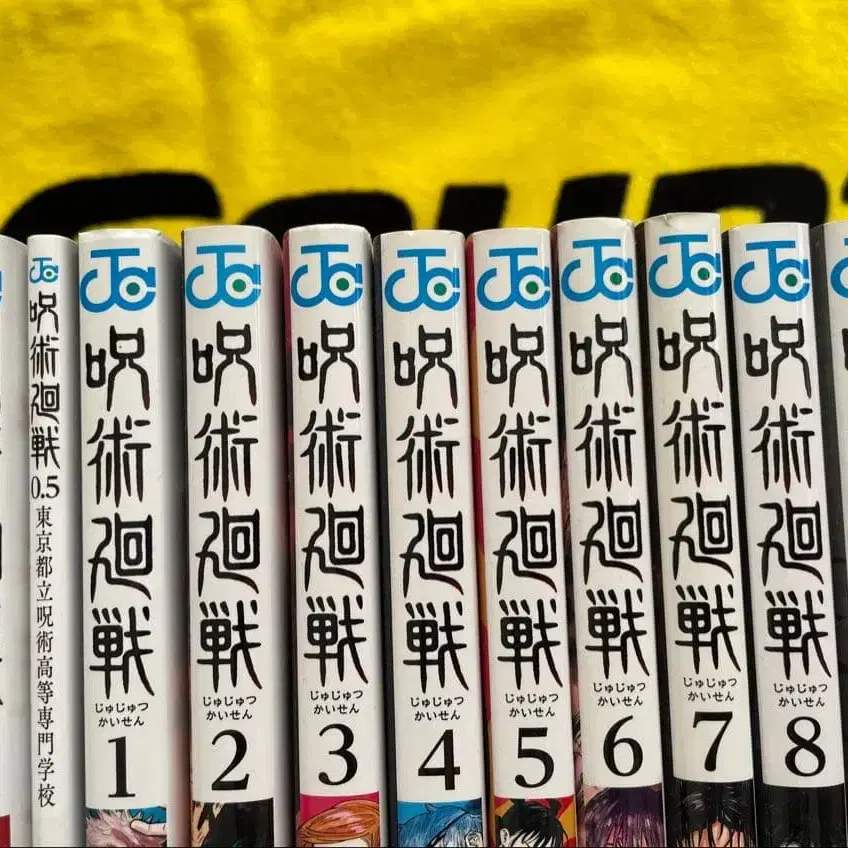 JC
呪術廻戦
0.5
東京都立呪術高等専門学校
JC
呪術廻戦
じゅじゅつ
かいせん
1
JC
呪術廻戦
じゅじゅつ
かいせん
2
JC
呪術廻戦
じゅじゅつ
かいせん
3
JC
呪術廻戦
じゅじゅつ
かいせん
4
JC
呪術廻戦
じゅじゅつ
かいせん
5
JC
呪術廻戦
じゅじゅつ
かいせん
6
JC
呪術廻戦
じゅじゅつ
かいせん
7
JC
呪術廻戦
じゅじゅつ
かいせん
8